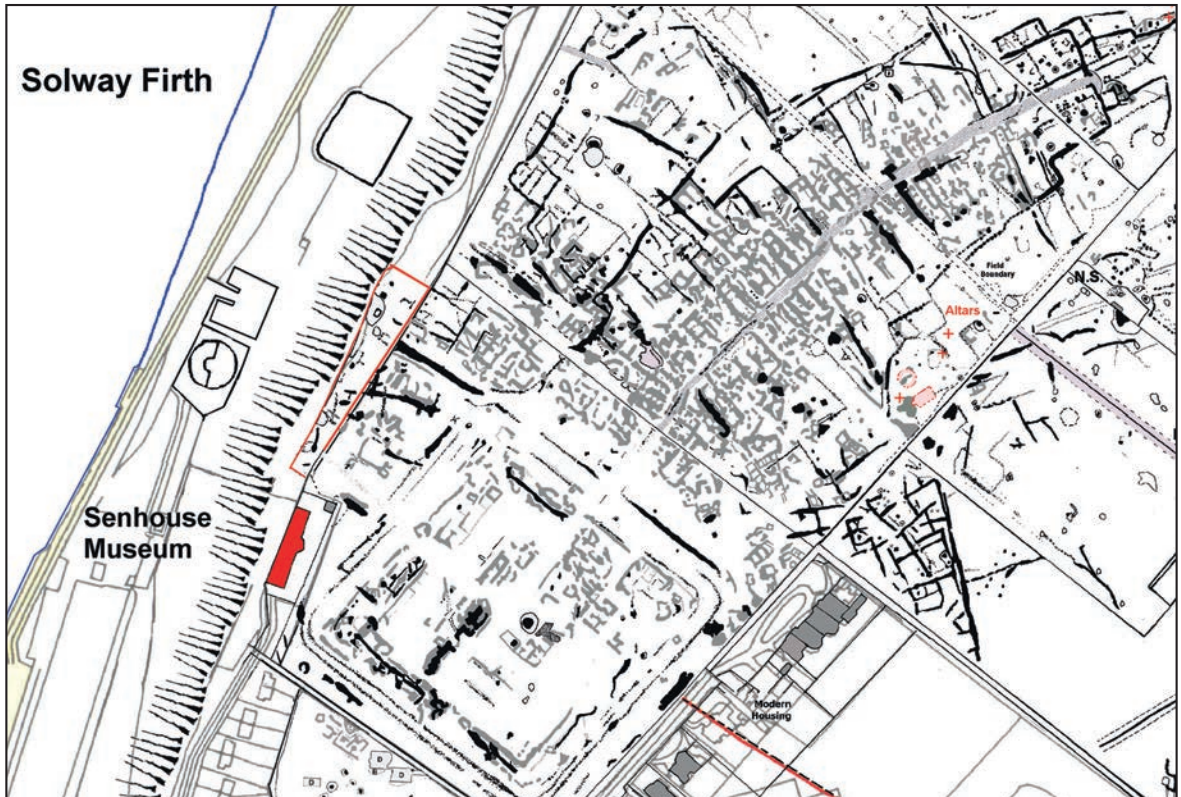 Solway Firth
Field
Boundary
N.S.
Altars
Senhouse
Museum
Modern
Housing